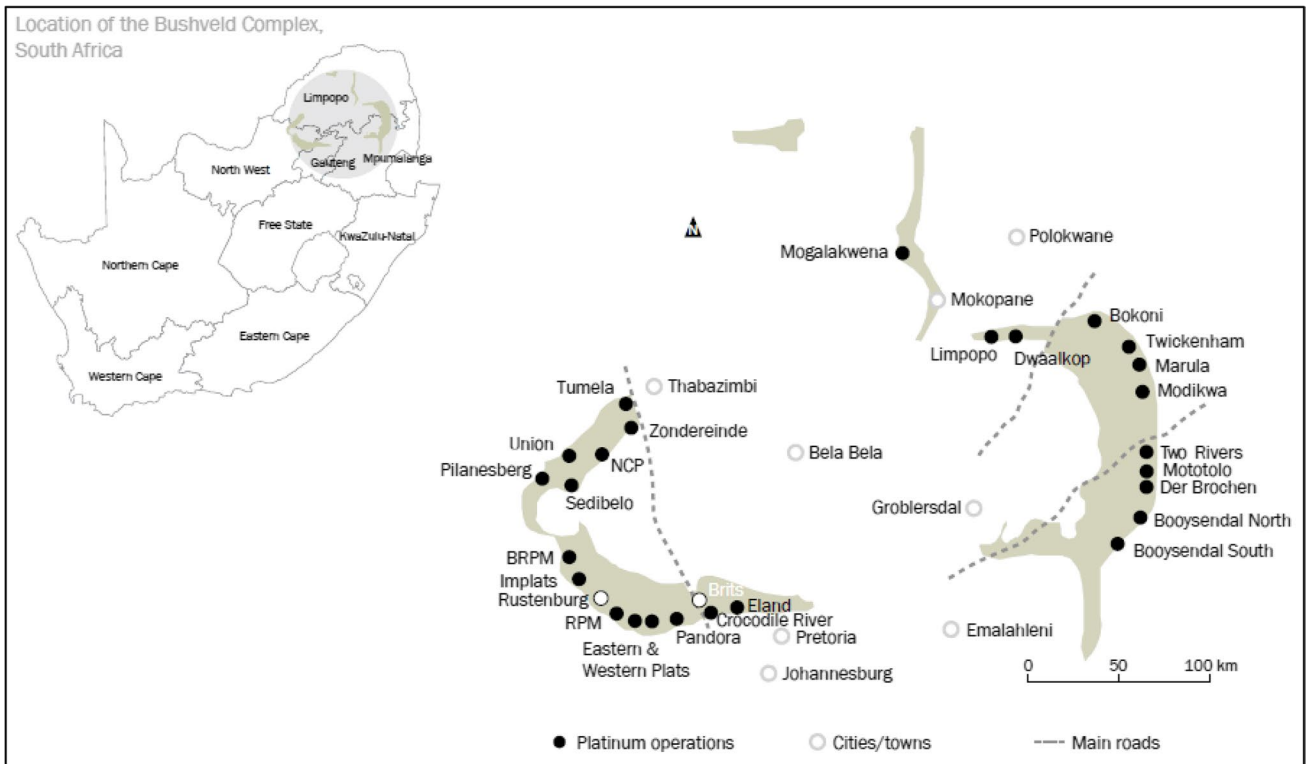 Location of the Bushveld Complex,
South Africa
Limpopo
North West
Gauteng
Mpumalanga
Free State
KwaZulu-Natal
Northern Cape
Eastern Cape
Western Cape
N
Polokwane
Mogalakwena
Mokopane
Bokoni
Limpopo
Dwaalkop
Twickenham
Marula
Modikwa
Tumela
Thabazimbi
Zondereinde
Union
NCP
Bela Bela
Two Rivers
Mototolo
Pilanesberg
Sedibelo
Der Brochen
Groblersdal
Booysendal North
Booysendal South
BRPM
Implats
Rustenburg
Brits
Eland
RPM
Crocodile River
Pandora
Pretoria
Emalahleni
Eastern &
Western Plats
Johannesburg
0 50 100 km
Platinum operations
Cities/towns
Main roads